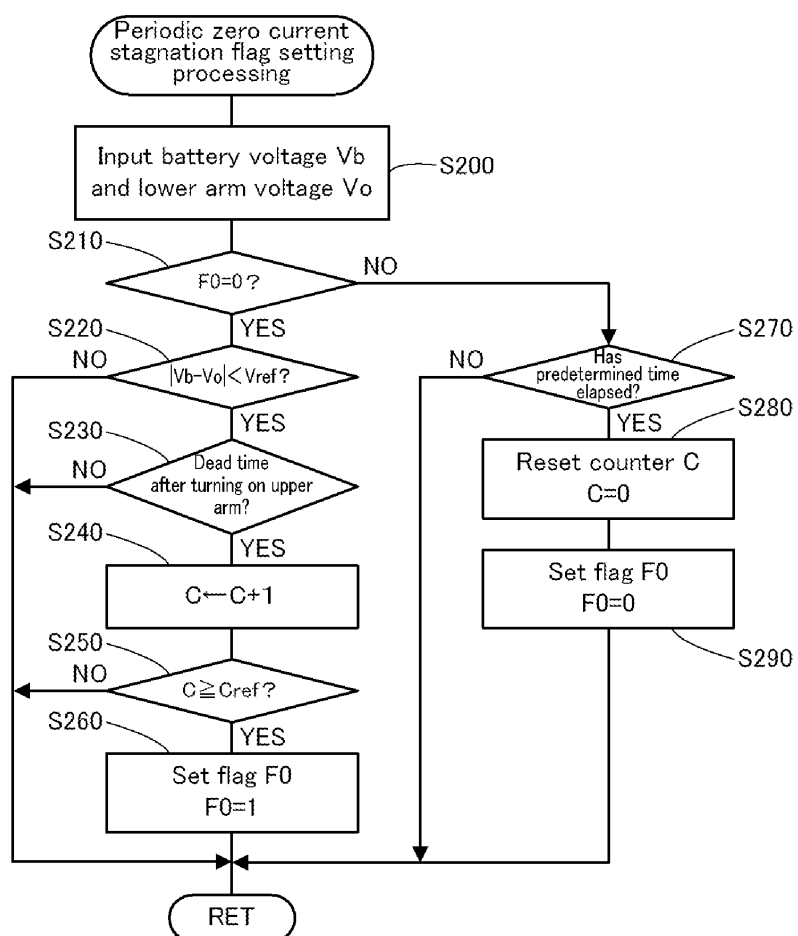 Periodic zero current
stagnation flag setting
processing
Input battery voltage Vb
and lower arm voltage Vo
S200
S210
F0=0?
NO
YES
S220
NO
|Vb-Vo|<Vref?
YES
S230
NO
Dead time
after turning on upper
arm?
YES
S240
C←C+1
S250
NO
C≧Cref?
YES
S260
Set flag F0
F0=1
S270
NO
Has
predetermined time
elapsed?
YES
S280
Reset counter C
C=0
Set flag F0
F0=0
S290
RET